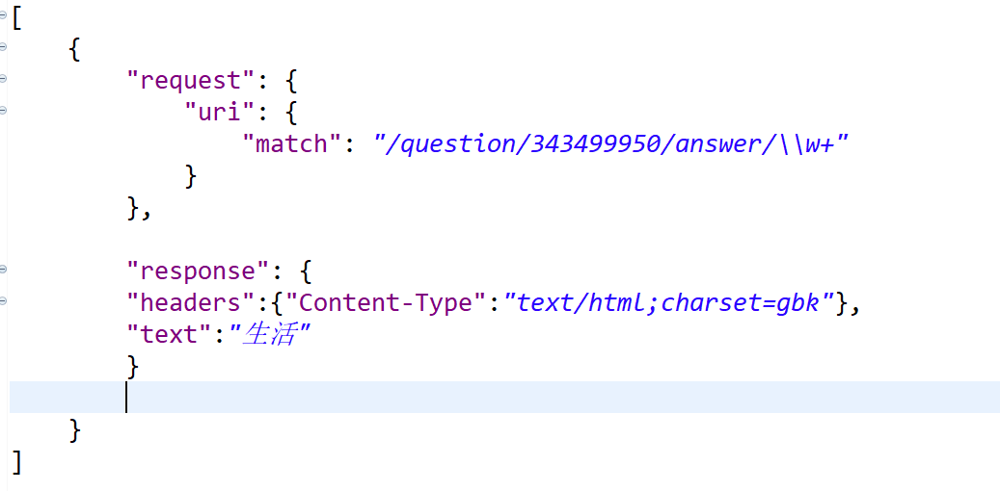 [
{
"request": {
"uri": {
"match": "/question/343499950/answer/\\w+"
}
},
"response": {
"headers":{"Content-Type":"text/html;charset=gbk"},
"text":"生活"
}
}
]